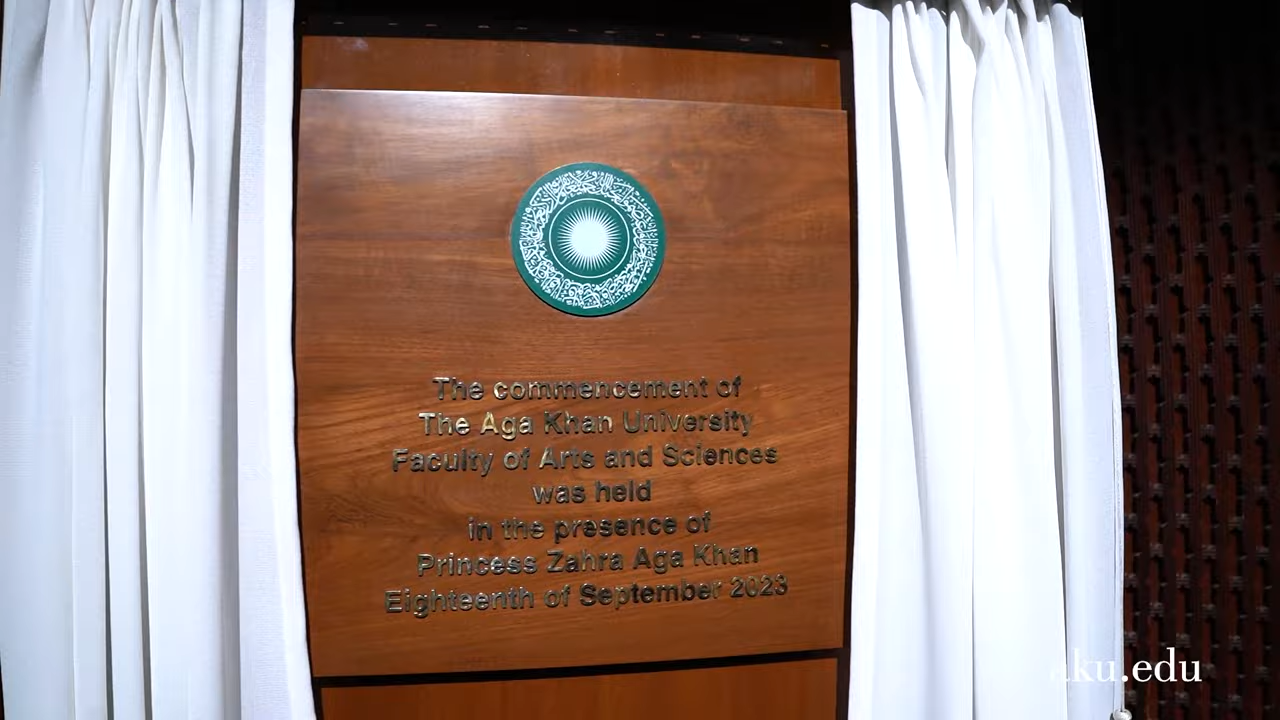 The commencement of
The Aga Khan University
Faculty of Arts and Sciences
was held
in the presence of
Princess Zahra Aga Khan
Eighteenth of September 2023
aku.edu